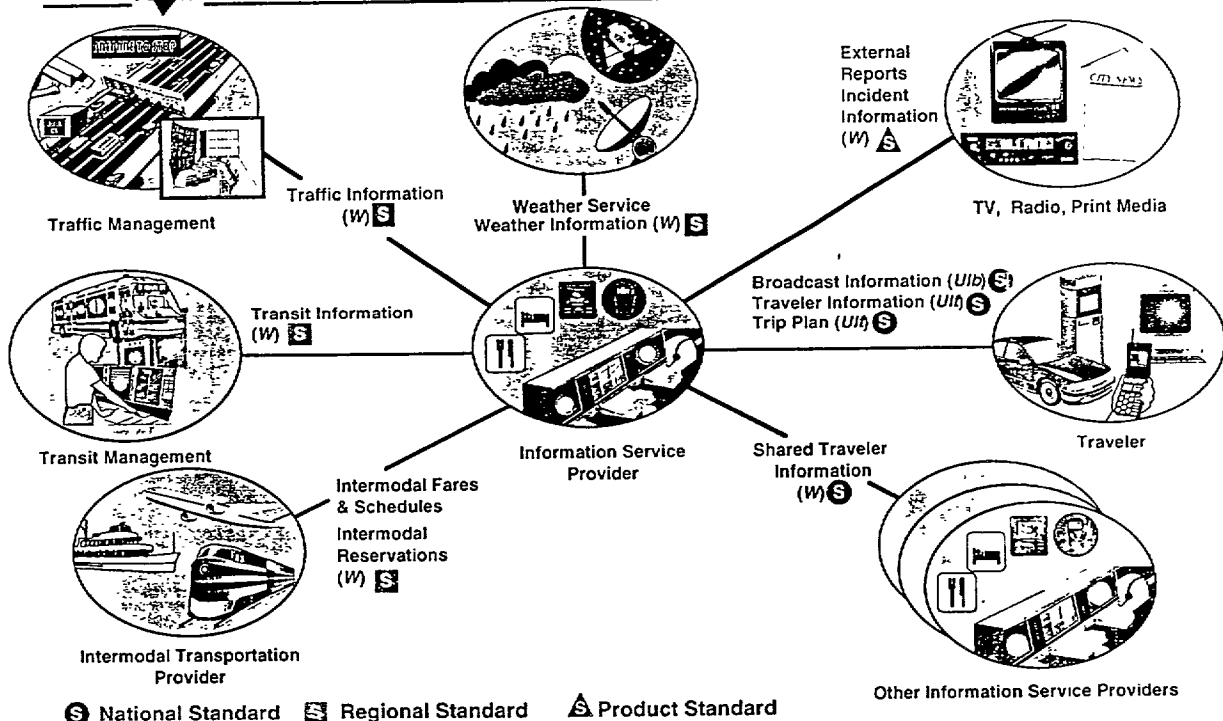 External
Reports
Incident
Information
(W) S
CITY NEWS
Traffic Management
Traffic Information
(W) S
Weather Service
Weather Information (W) S
TV, Radio, Print Media
Transit Information
(W) S
Broadcast Information (UIb) S
Traveler Information (UIt) S
Trip Plan (UIt) S
Transit Management
Information Service
Provider
Traveler
Intermodal Fares
& Schedules
Intermodal
Reservations
(W) S
Shared Traveler
Information
(W) S
Intermodal Transportation
Provider
Other Information Service Providers
S National Standard S Regional Standard S Product Standard